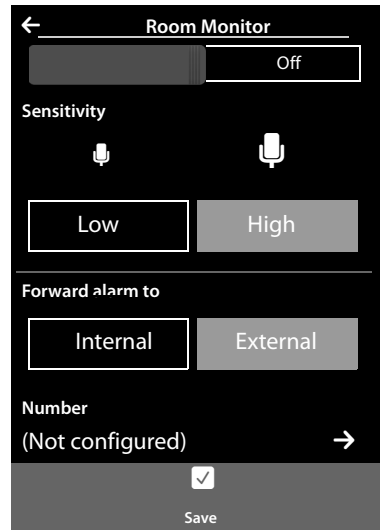 Room Monitor
Off
Sensitivity
Low High
Forward alarm to
Internal External
Number
(Not configured)
Save